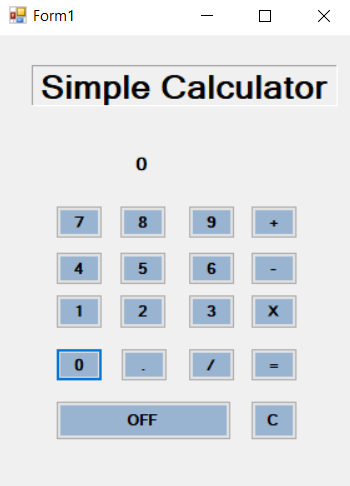 Form1
Simple Calculator
0
7 8 9 +
4 5 6 -
1 2 3 X
0 . / =
OFF C